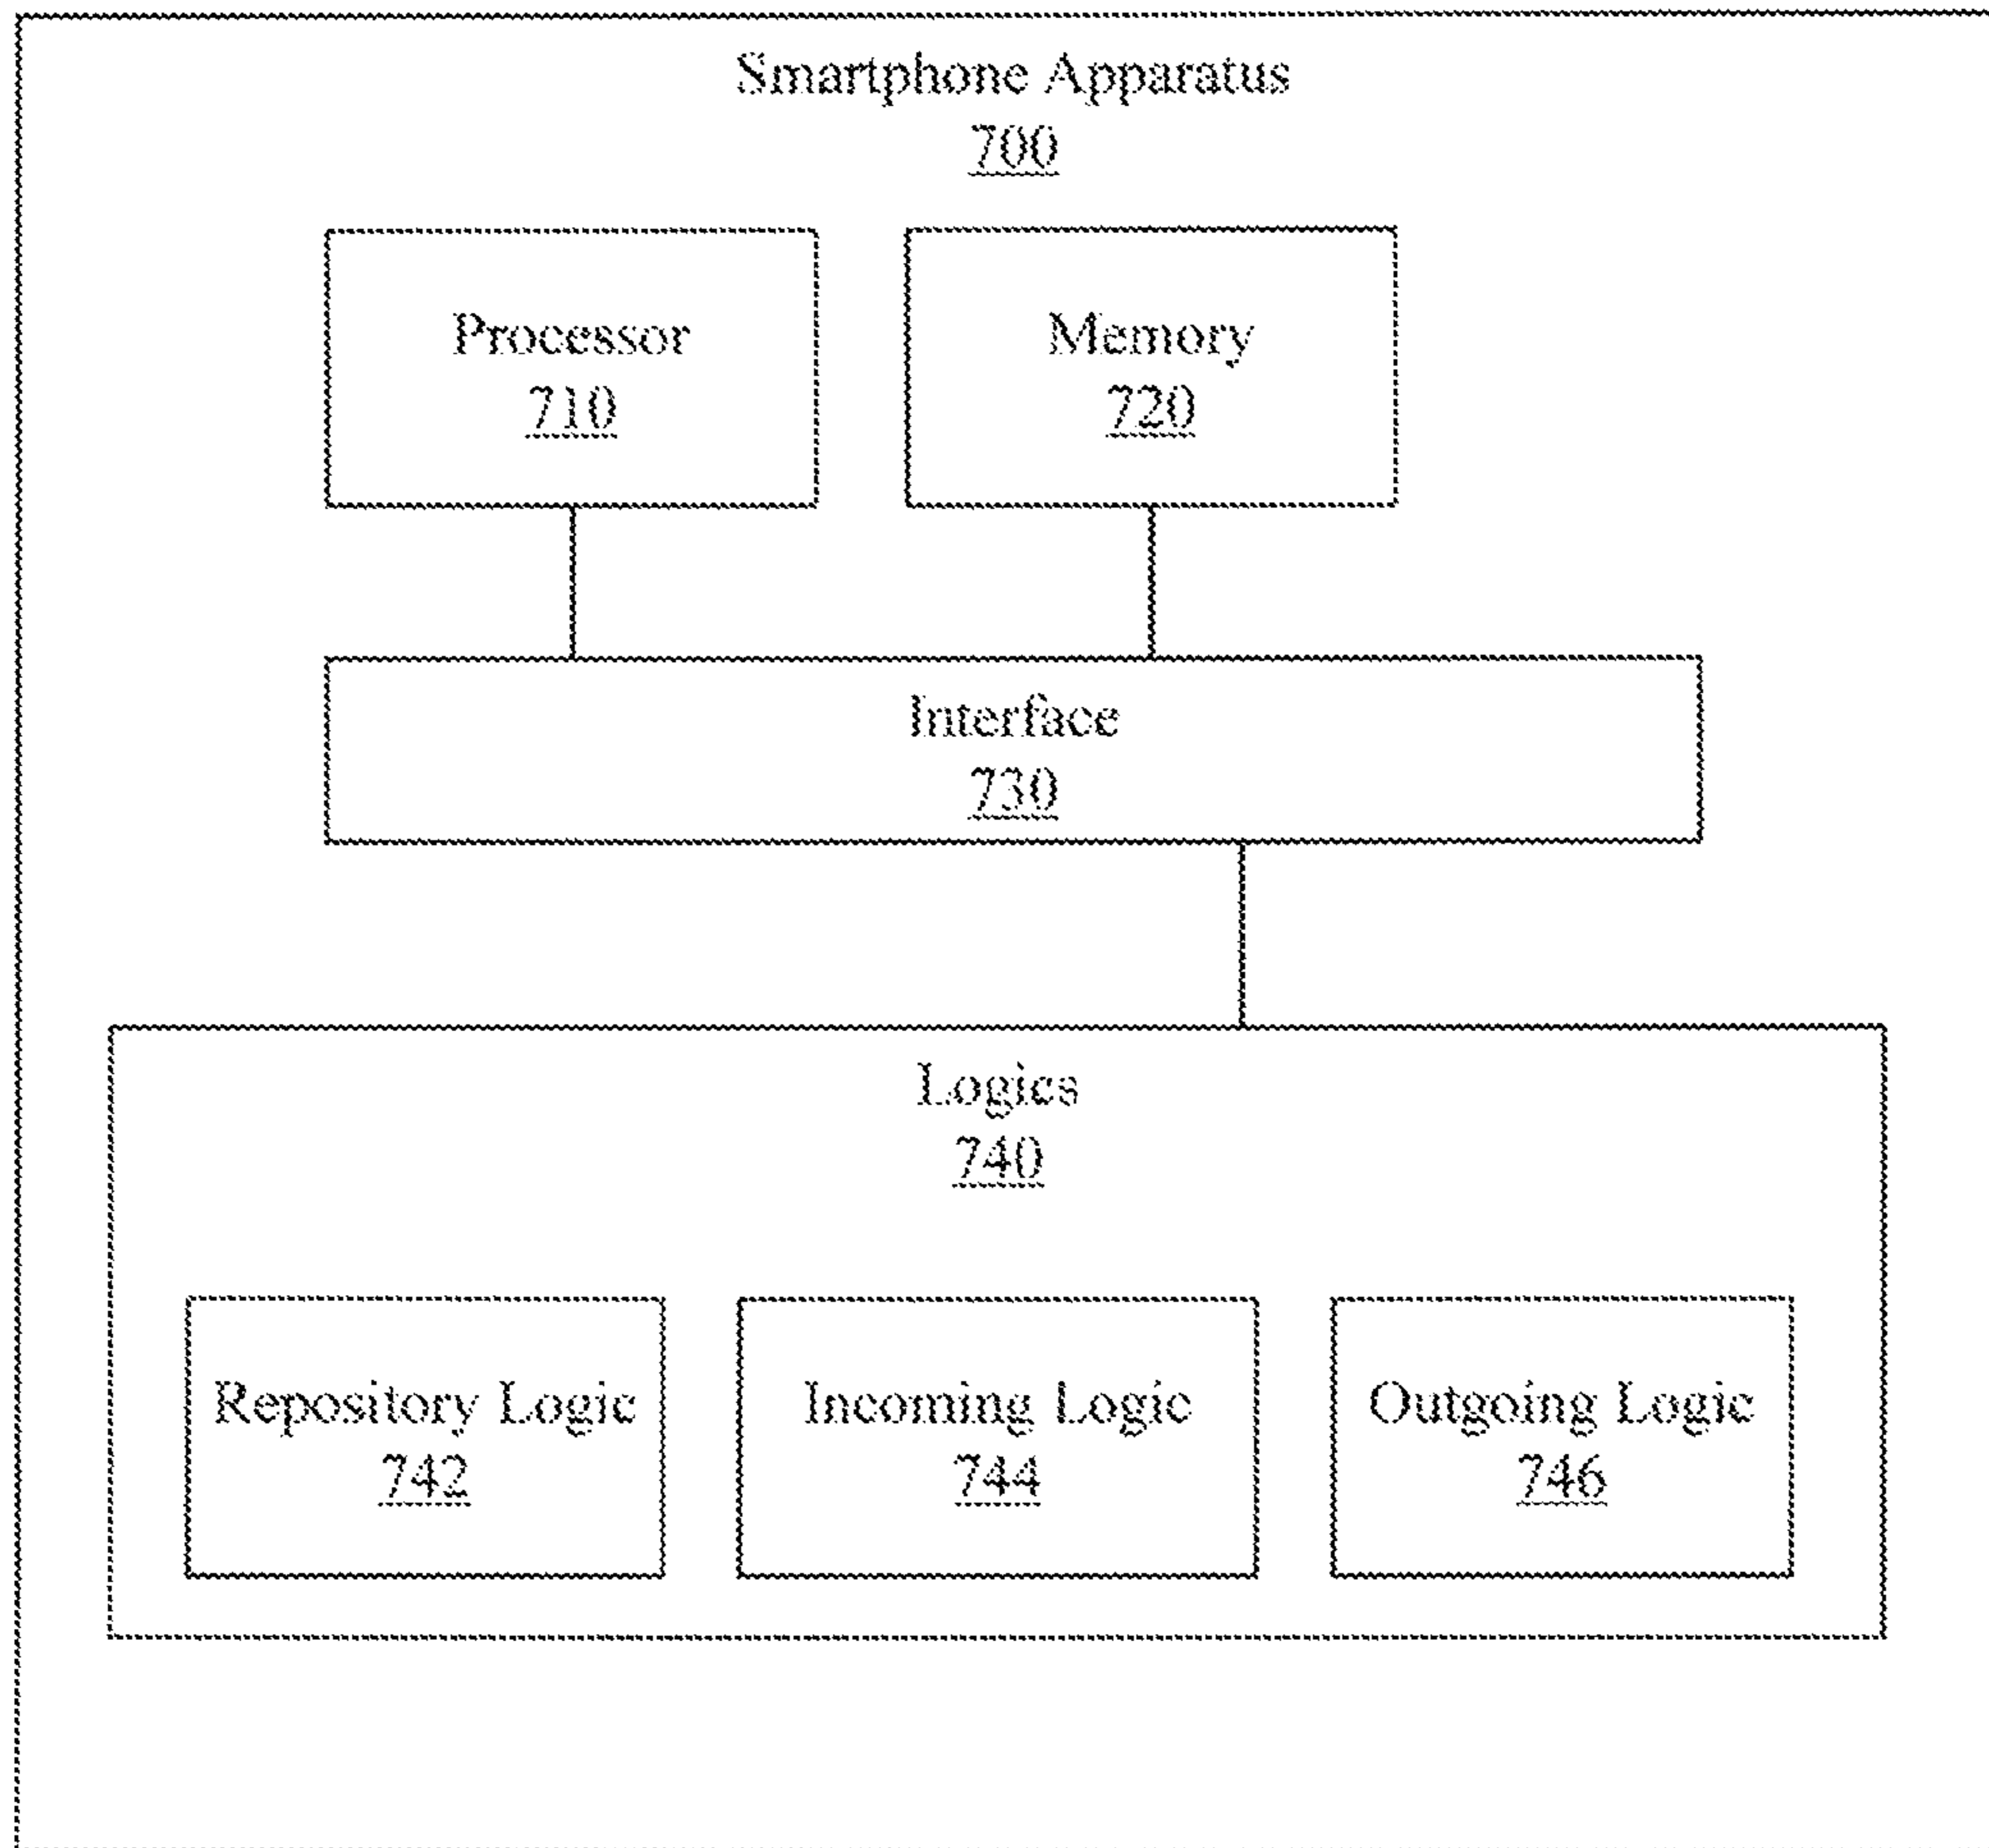 Smartphone Apparatus
700
Processor
710
Memory
720
Interface
730
Logics
740
Repository Logic
742
Incoming Logic
744
Outgoing Logic
746